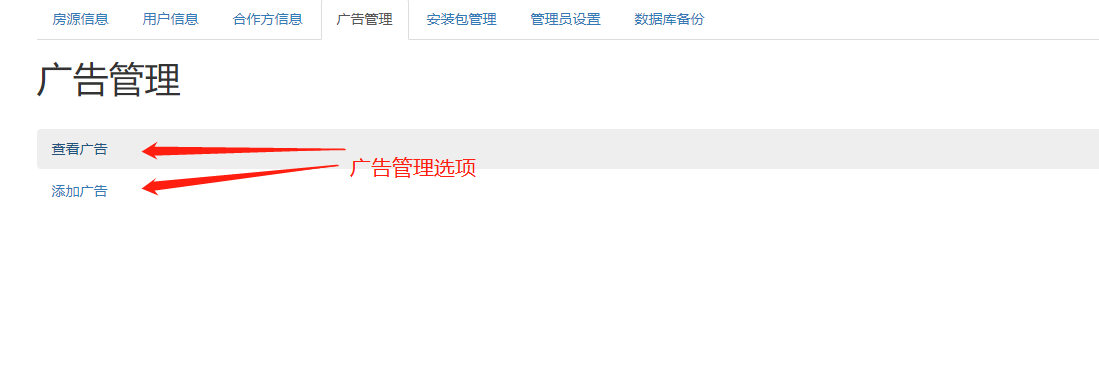 房源信息 用户信息 合作方信息 广告管理 安装包管理 管理员设置 数据库备份
广告管理
查看广告
广告管理选项
添加广告